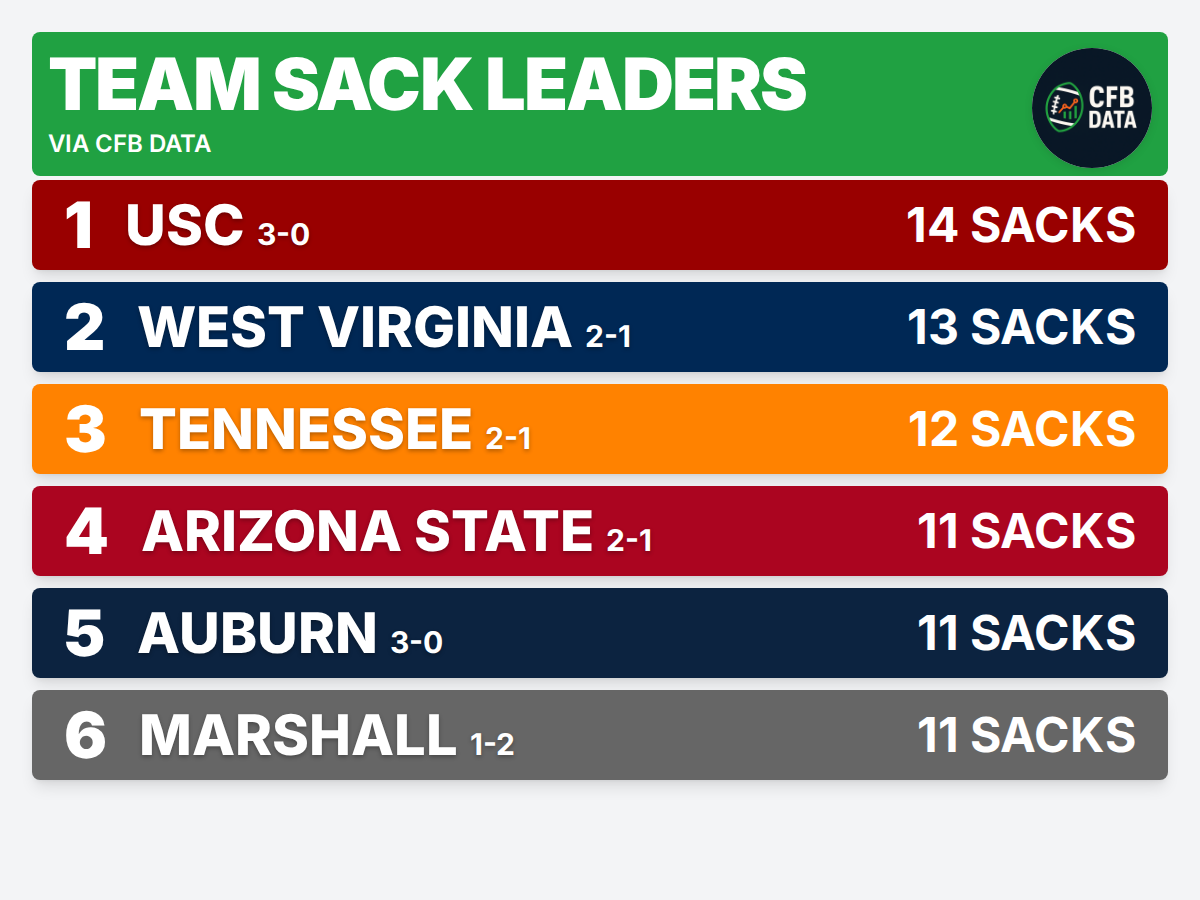 TEAM SACK LEADERS
VIA CFB DATA
CFB
DATA
1 USC 3-0 14 SACKS
2 WEST VIRGINIA 2-1 13 SACKS
3 TENNESSEE 2-1 12 SACKS
4 ARIZONA STATE 2-1 11 SACKS
5 AUBURN 3-0 11 SACKS
6 MARSHALL 1-2 11 SACKS